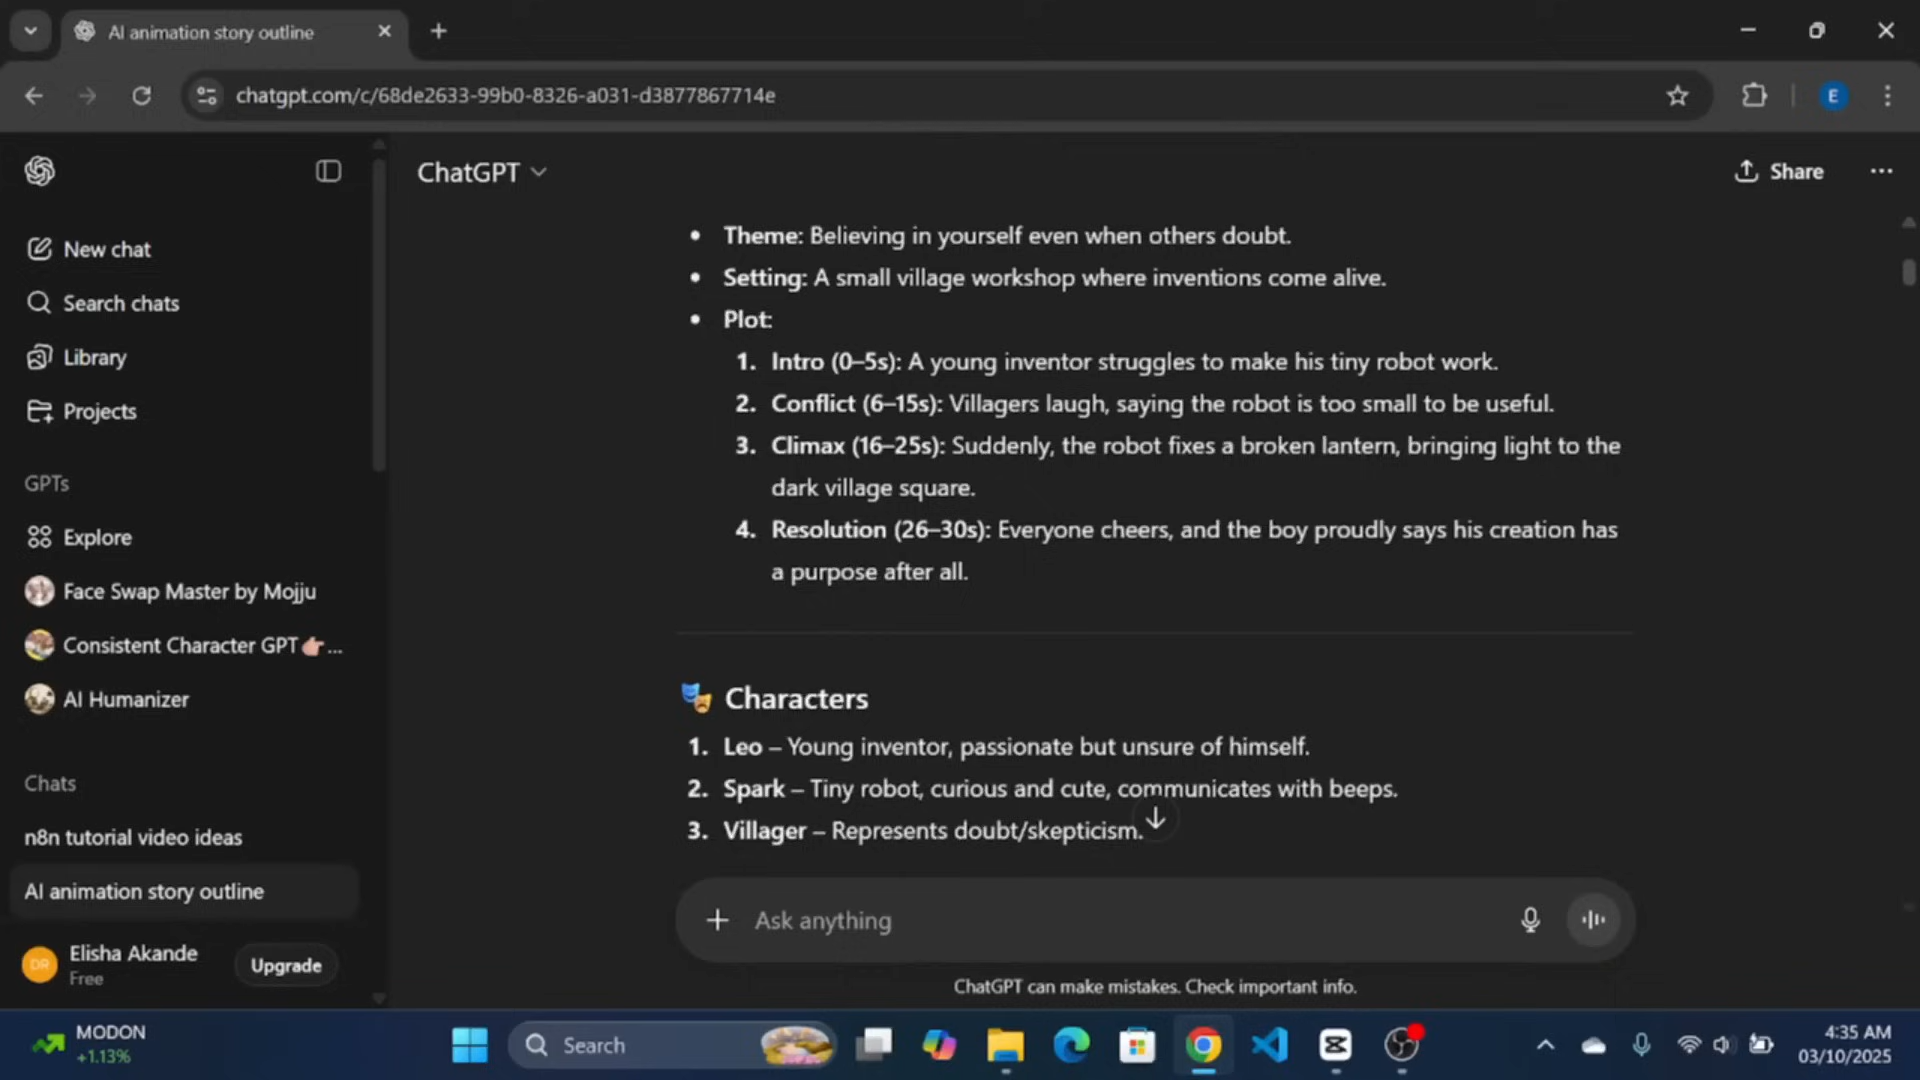 AI animation story outline
chatgpt.com/c/68de2633-99b0-8326-a031-d3877867714e
E
ChatGPT
Share
New chat
Search chats
Library
Projects
GPTs
Explore
Face Swap Master by Mojju
Consistent Character GPT👉🏼...
AI Humanizer
Chats
n8n tutorial video ideas
AI animation story outline
DR
Elisha Akande
Free
Upgrade
• Theme: Believing in yourself even when others doubt.
• Setting: A small village workshop where inventions come alive.
• Plot:
1. Intro (0–5s): A young inventor struggles to make his tiny robot work.
2. Conflict (6–15s): Villagers laugh, saying the robot is too small to be useful.
3. Climax (16–25s): Suddenly, the robot fixes a broken lantern, bringing light to the
dark village square.
4. Resolution (26–30s): Everyone cheers, and the boy proudly says his creation has
a purpose after all.
🎭 Characters
1. Leo – Young inventor, passionate but unsure of himself.
2. Spark – Tiny robot, curious and cute, communicates with beeps.
3. Villager – Represents doubt/skepticism.
Ask anything
ChatGPT can make mistakes. Check important info.
MODON
+1.13%
Search
4:35 AM
03/10/2025